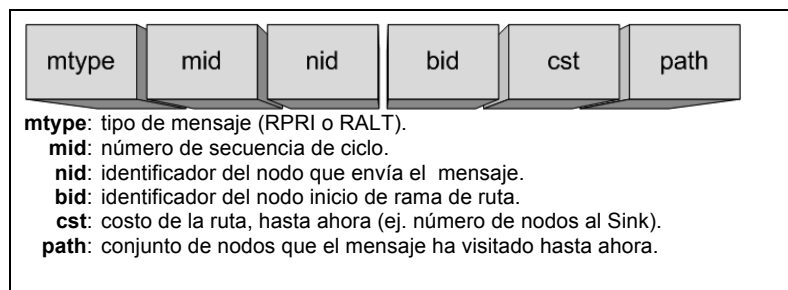 mtype mid nid bid cst path
mtype: tipo de mensaje (RPRI o RALT).
mid: número de secuencia de ciclo.
nid: identificador del nodo que envía el mensaje.
bid: identificador del nodo inicio de rama de ruta.
cst: costo de la ruta, hasta ahora (ej. número de nodos al Sink).
path: conjunto de nodos que el mensaje ha visitado hasta ahora.